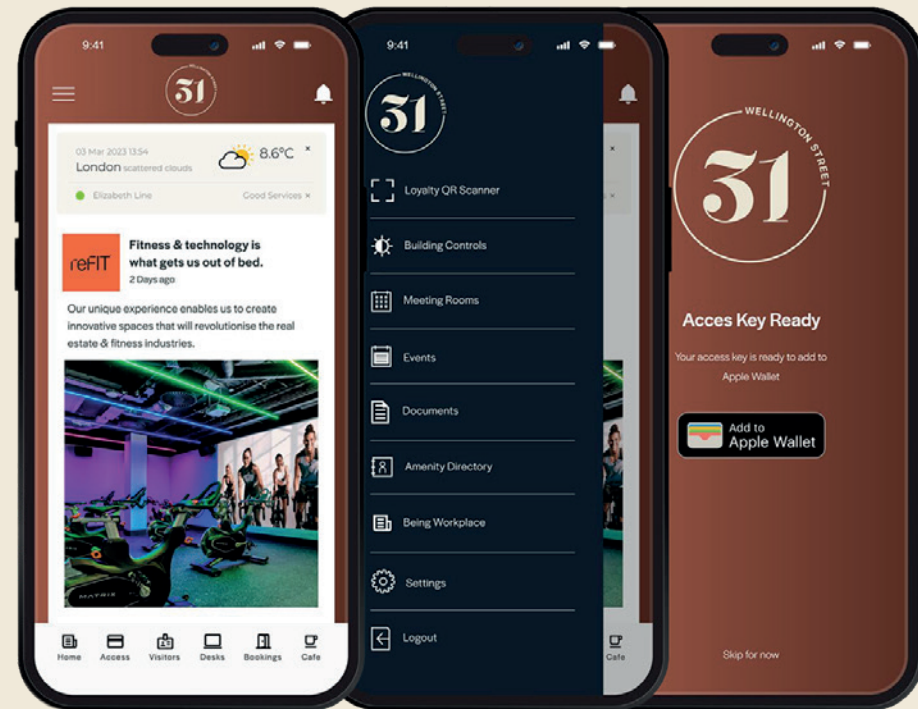 9:41
WELLINGTON STREET
31
03 Mar 2023 13:54
London scattered clouds
8.6°C ×
Elizabeth Line
Good Services ×
reFIT
Fitness & technology is
what gets us out of bed.
2 Days ago
Our unique experience enables us to create
innovative spaces that will revolutionise the real
estate & fitness industries.
MATRIX
Home
Access
Visitors
Desks
Bookings
Cafe
9:41
WELLINGTON STREET
31
Loyalty QR Scanner
Building Controls
Meeting Rooms
Events
Documents
Amenity Directory
Being Workplace
Settings
Logout
×
×
Cafe
WELLINGTON STREET
31
Acces Key Ready
Your access key is ready to add to
Apple Wallet
Add to
Apple Wallet
Skip for now